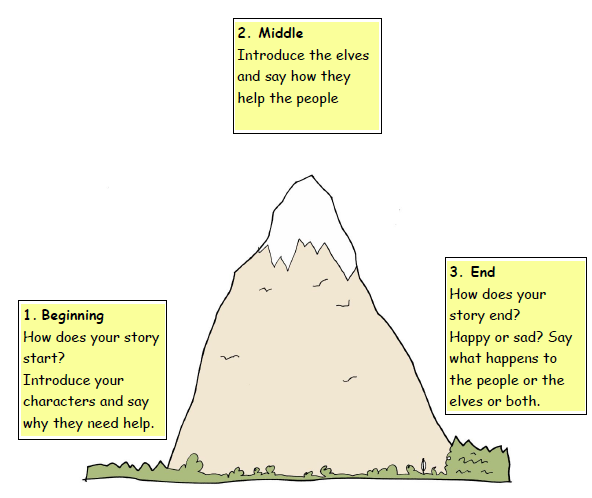 2. Middle
Introduce the elves
and say how they
help the people
1. Beginning
How does your story
start?
Introduce your
characters and say
why they need help.
3. End
How does your
story end?
Happy or sad? Say
what happens to
the people or the
elves or both.